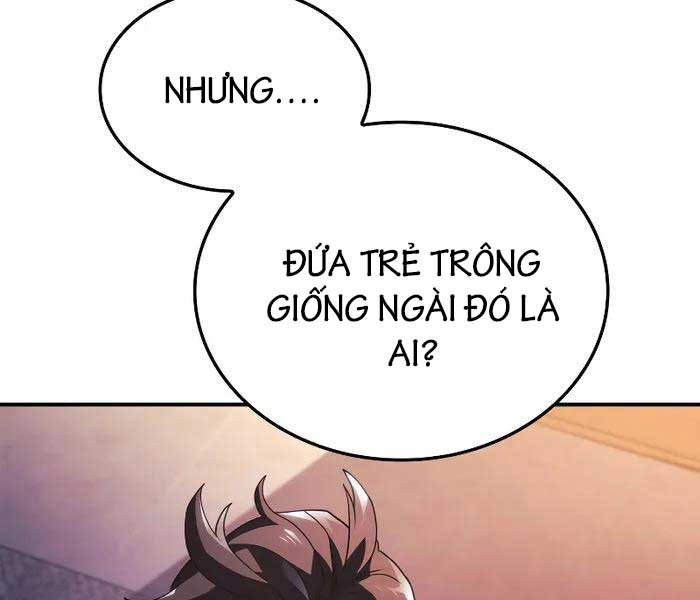 NHƯNG....
ĐỨA TRẺ TRÔNG
GIỐNG NGÀI ĐÓ LÀ
AI?